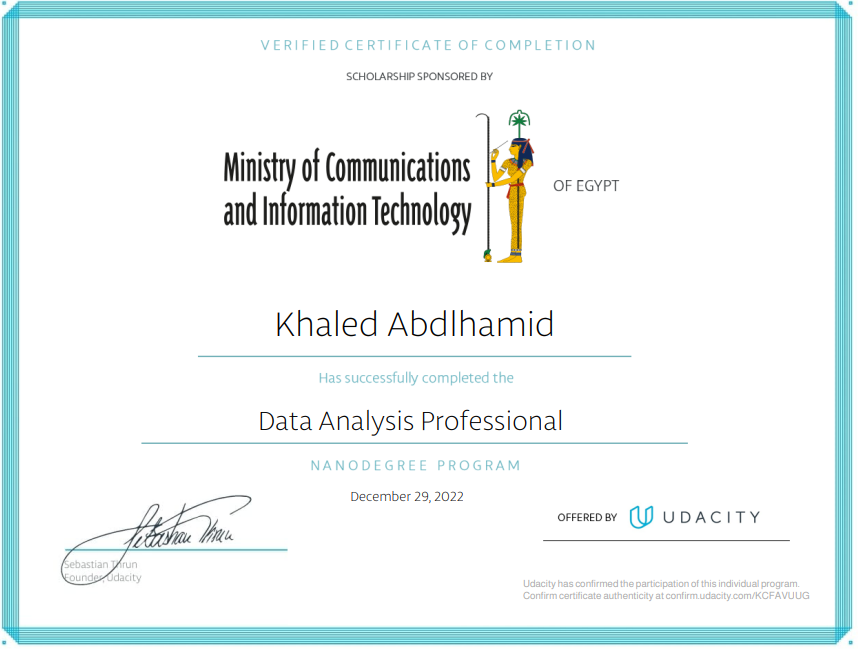 VERIFIED CERTIFICATE OF COMPLETION
SCHOLARSHIP SPONSORED BY
Ministry of Communications
and Information Technology
OF EGYPT
Khaled Abdlhamid
Has successfully completed the
Data Analysis Professional
NANODEGREE PROGRAM
December 29, 2022
Sebastian Thrun
OFFERED BY UDACITY
Sebastian Thrun
Founder, Udacity
Udacity has confirmed the participation of this individual program.
Confirm certificate authenticity at confirm.udacity.com/KCFAVUUG